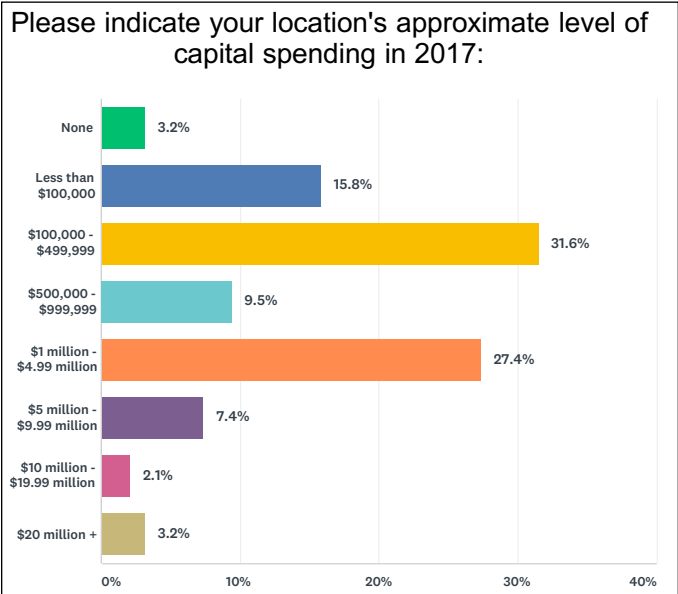 Please indicate your location's approximate level of
capital spending in 2017:
None
3.2%
Less than
$100,000
15.8%
$100,000 -
$499,999
31.6%
$500,000 -
$999,999
9.5%
$1 million -
$4.99 million
27.4%
$5 million -
$9.99 million
7.4%
$10 million -
$19.99 million
2.1%
$20 million +
3.2%
0%
10%
20%
30%
40%